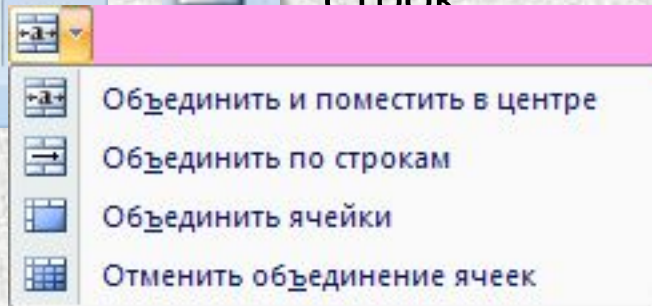 Объединить и поместить в центре
Объединить по строкам
Объединить ячейки
Отменить объединение ячеек